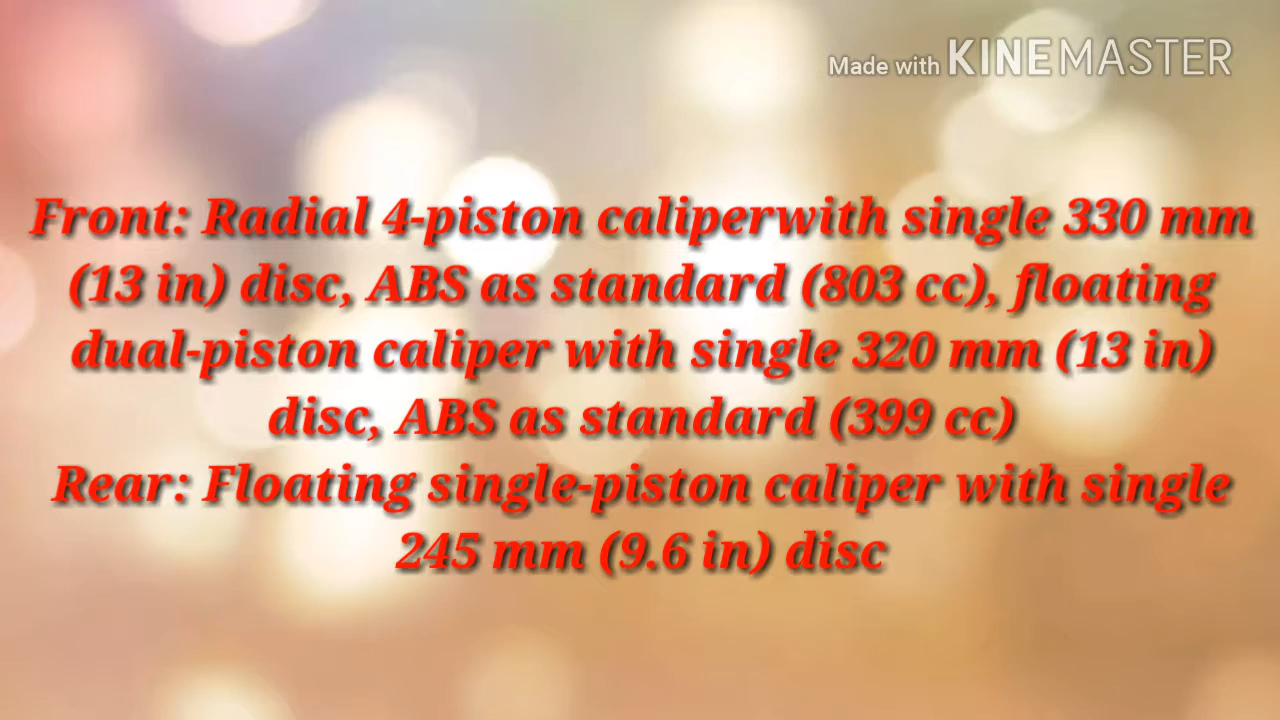 Made with KINEMASTER
Front: Radial 4-piston caliperwith single 330 mm
(13 in) disc, ABS as standard (803 cc), floating
dual-piston caliper with single 320 mm (13 in)
disc, ABS as standard (399 cc)
Rear: Floating single-piston caliper with single
245 mm (9.6 in) disc